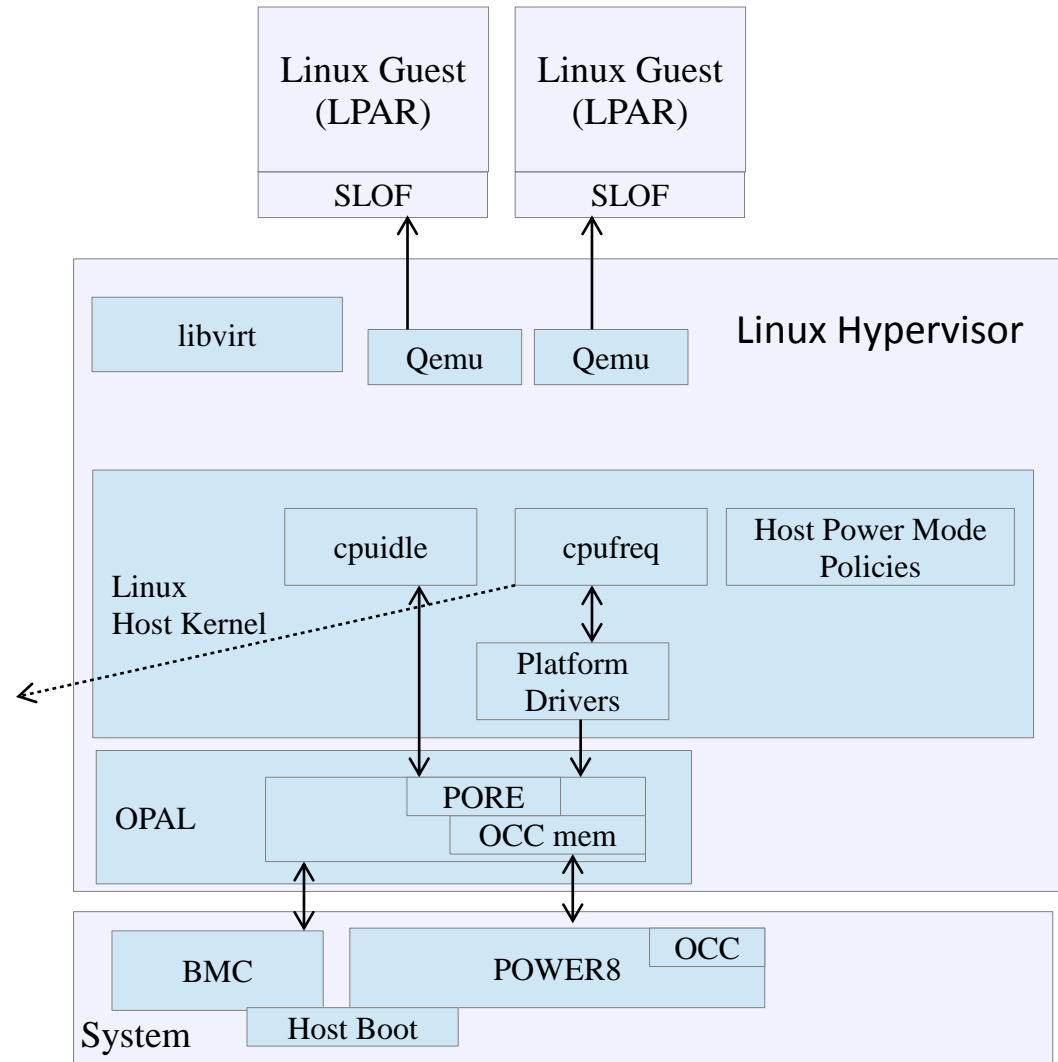 Linux Guest
(LPAR)
SLOF
Linux Guest
(LPAR)
SLOF
libvirt
Qemu
Qemu
Linux Hypervisor
cpuidle
cpufreq
Host Power Mode
Policies
Linux
Host Kernel
Platform
Drivers
OPAL
PORE
OCC mem
BMC
POWER8
OCC
System
Host Boot